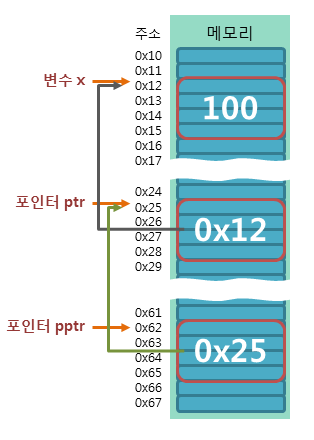 주소 메모리
0x10
0x11
변수 x 0x12
0x13
0x14 100
0x15
0x16
0x17
0x24
포인터 ptr 0x25
0x26
0x27 0x12
0x28
0x29
0x61
포인터 pptr 0x62
0x63
0x64 0x25
0x65
0x66
0x67